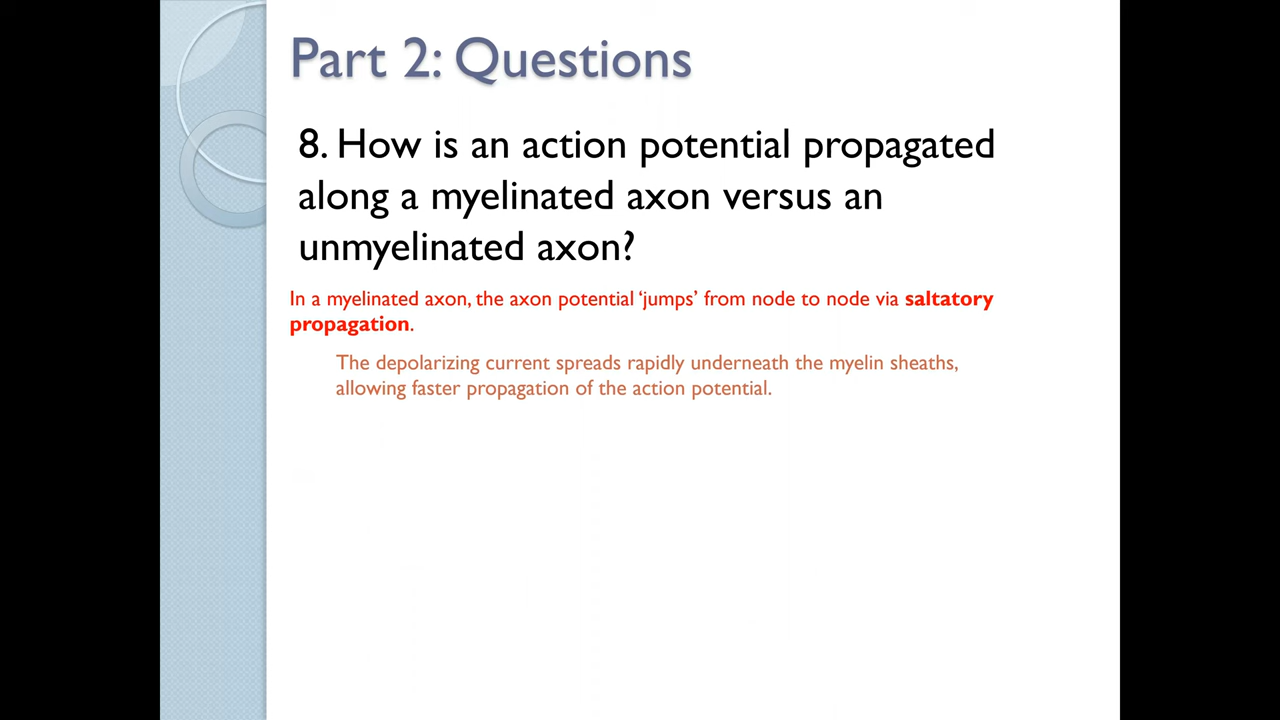 Part 2: Questions
8. How is an action potential propagated
along a myelinated axon versus an
unmyelinated axon?
In a myelinated axon, the axon potential ‘jumps’ from node to node via saltatory
propagation.
The depolarizing current spreads rapidly underneath the myelin sheaths,
allowing faster propagation of the action potential.